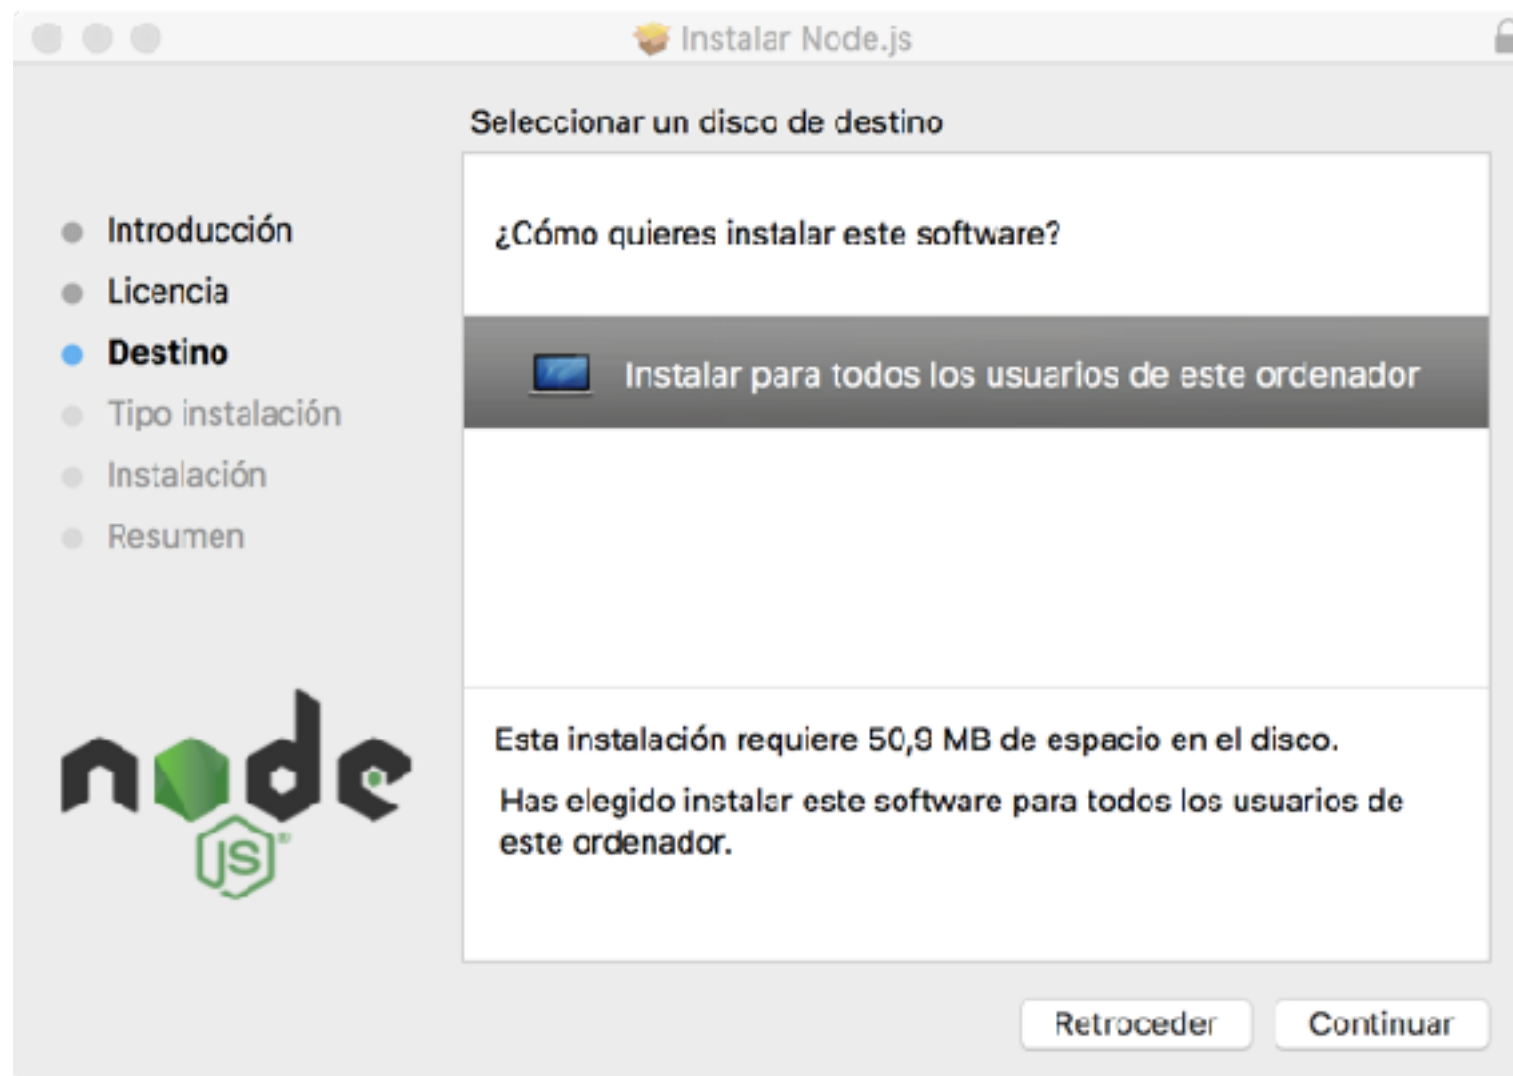 Instalar Node.js
Seleccionar un disco de destino
Introducción
Licencia
Destino
Tipo instalación
Instalación
Resumen
¿Cómo quieres instalar este software?
Instalar para todos los usuarios de este ordenador
Esta instalación requiere 50,9 MB de espacio en el disco.
Has elegido instalar este software para todos los usuarios de
este ordenador.
node
JS®
Retroceder
Continuar